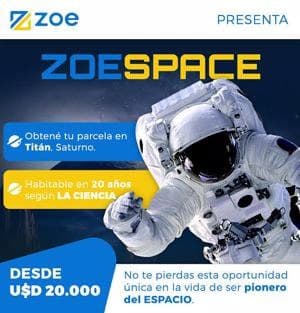 zoe
PRESENTA
ZOESPACE
Obtené tu parcela en
Titán, Saturno.
Habitable en 20 años
según LA CIENCIA
DESDE
U$D 20.000
No te pierdas esta oportunidad
única en la vida de ser pionero
del ESPACIO.